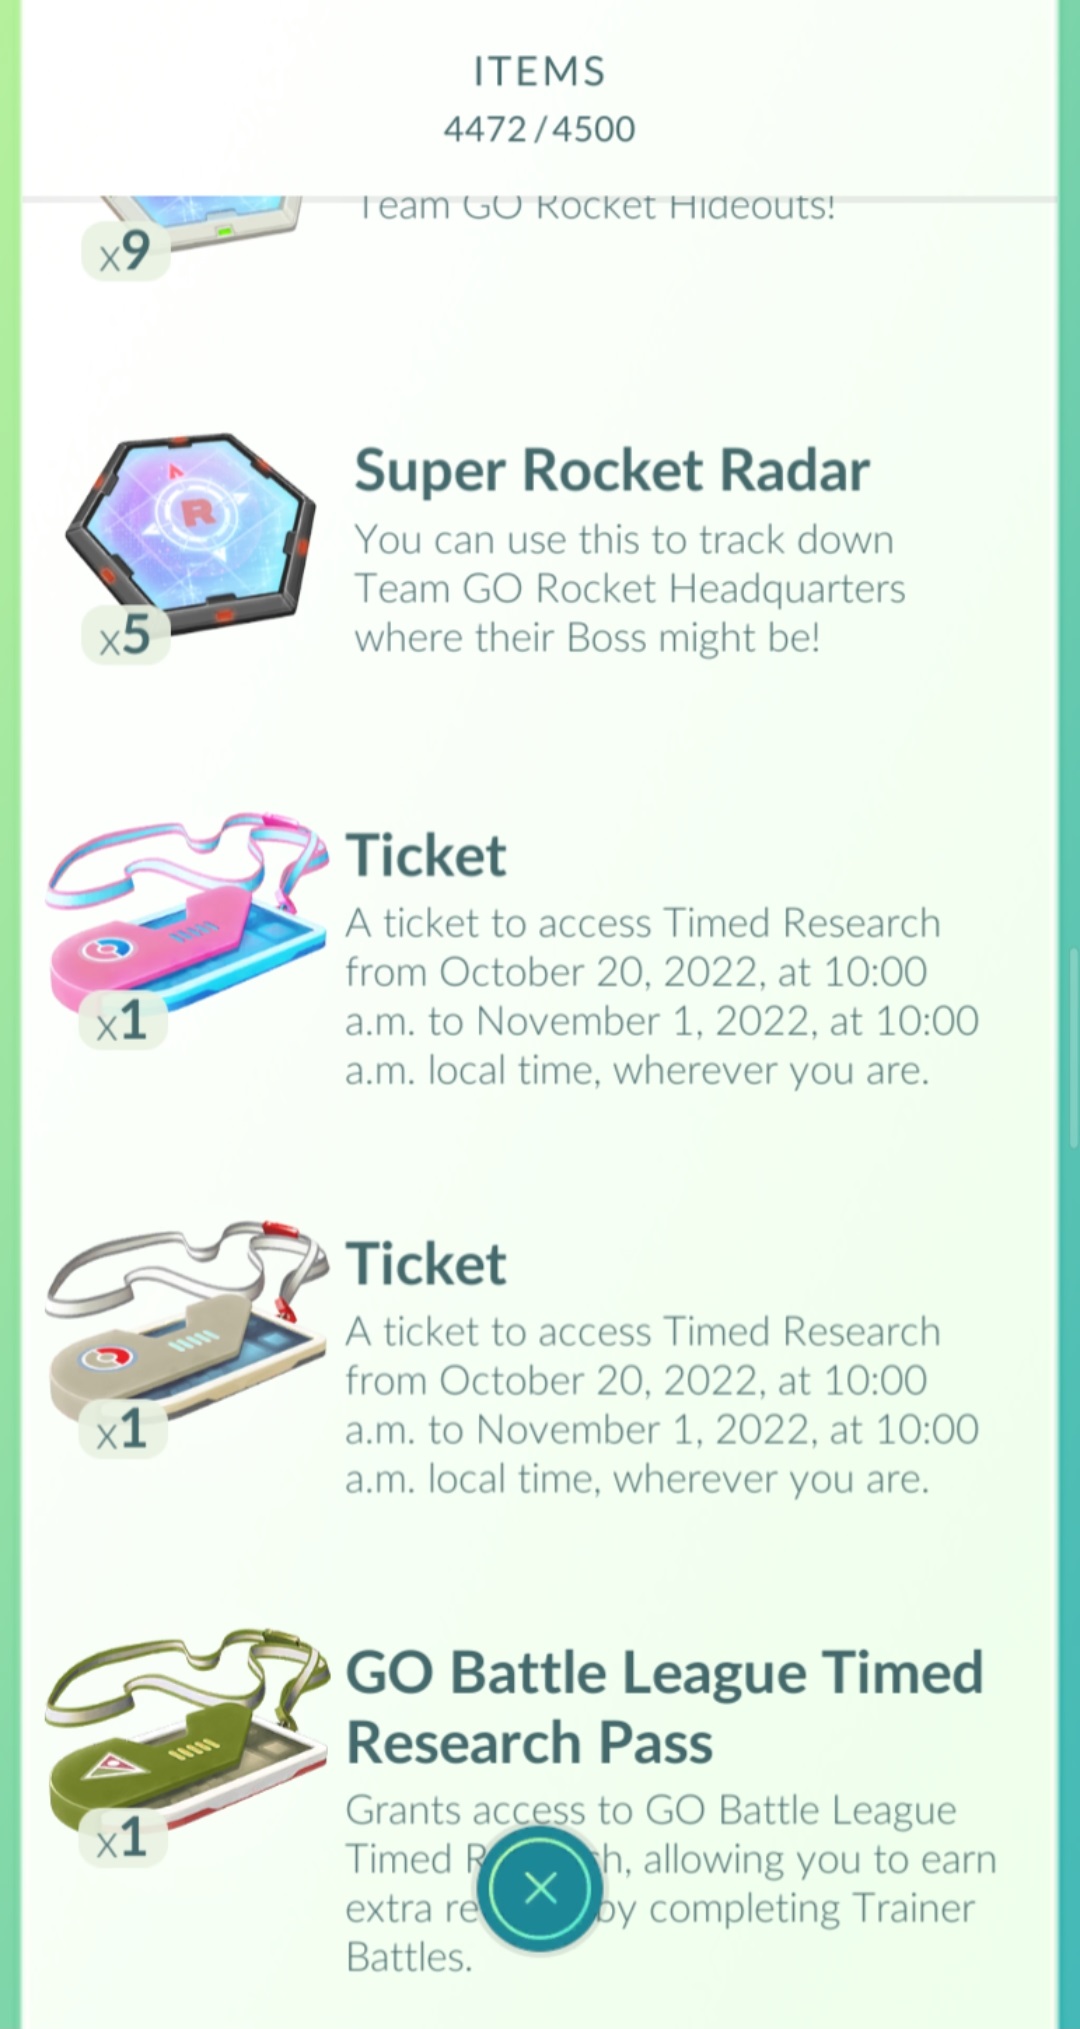 ITEMS
4472/4500
Team GO Rocket Hideouts!
x9
Super Rocket Radar
You can use this to track down
Team GO Rocket Headquarters
where their Boss might be!
R
x5
Ticket
A ticket to access Timed Research
from October 20, 2022, at 10:00
a.m. to November 1, 2022, at 10:00
a.m. local time, wherever you are.
x1
Ticket
A ticket to access Timed Research
from October 20, 2022, at 10:00
a.m. to November 1, 2022, at 10:00
a.m. local time, wherever you are.
x1
GO Battle League Timed
Research Pass
Grants access to GO Battle League
Timed h, allowing you to earn
extra re by completing Trainer
Battles.
x1